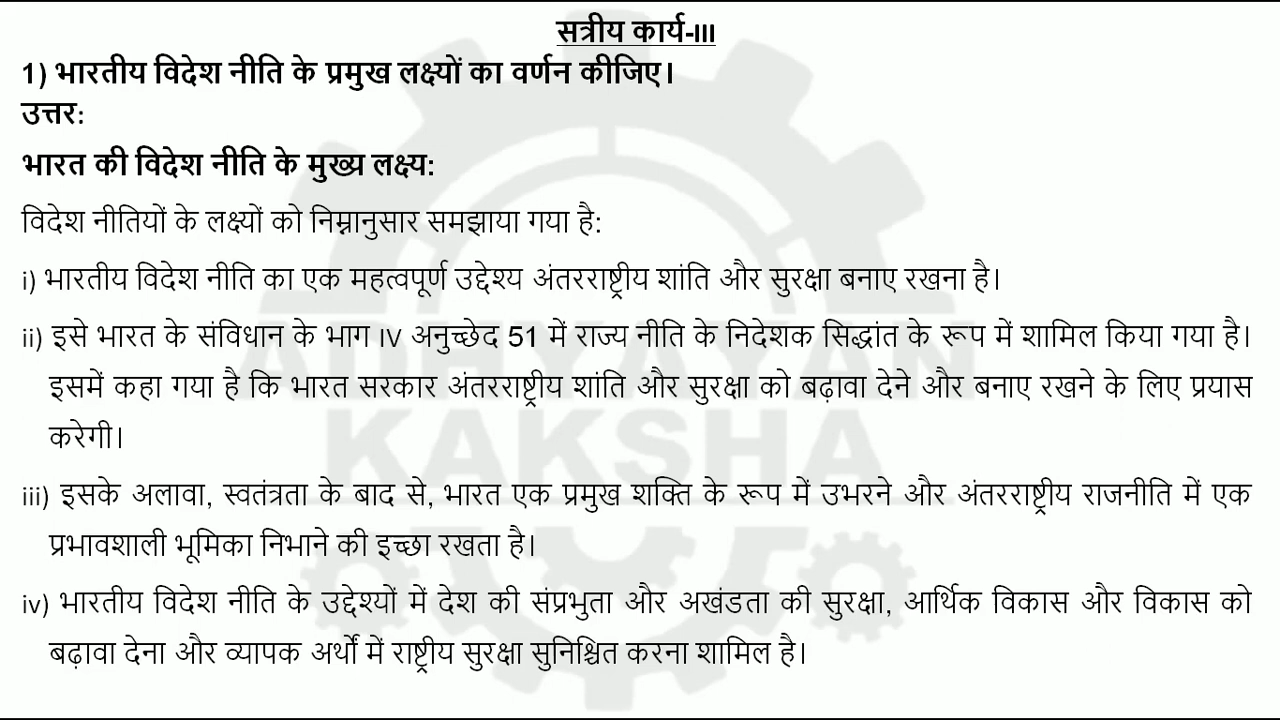 सत्रीय कार्य-III
1) भारतीय विदेश नीति के प्रमुख लक्ष्यों का वर्णन कीजिए।
उत्तर:
भारत की विदेश नीति के मुख्य लक्ष्य:
विदेश नीतियों के लक्ष्यों को निम्नानुसार समझाया गया है:
i) भारतीय विदेश नीति का एक महत्वपूर्ण उद्देश्य अंतरराष्ट्रीय शांति और सुरक्षा बनाए रखना है।
ii) इसे भारत के संविधान के भाग IV अनुच्छेद 51 में राज्य नीति के निदेशक सिद्धांत के रूप में शामिल किया गया है।
इसमें कहा गया है कि भारत सरकार अंतरराष्ट्रीय शांति और सुरक्षा को बढ़ावा देने और बनाए रखने के लिए प्रयास
करेगी।
iii) इसके अलावा, स्वतंत्रता के बाद से, भारत एक प्रमुख शक्ति के रूप में उभरने और अंतरराष्ट्रीय राजनीति में एक
प्रभावशाली भूमिका निभाने की इच्छा रखता है।
iv) भारतीय विदेश नीति के उद्देश्यों में देश की संप्रभुता और अखंडता की सुरक्षा, आर्थिक विकास और विकास को
बढ़ावा देना और व्यापक अर्थों में राष्ट्रीय सुरक्षा सुनिश्चित करना शामिल है।
ADHYAYAN
KAKSHA